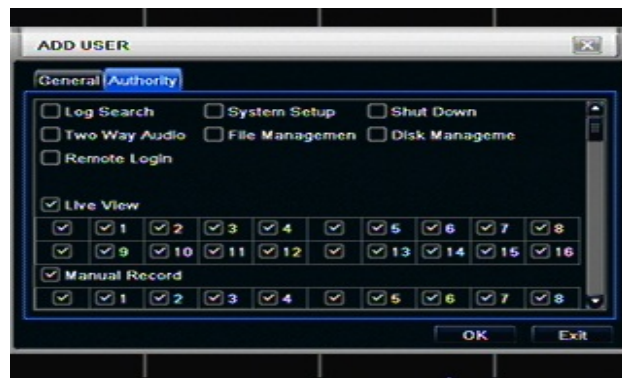 ADD USER
General Authority
Log Search System Setup Shut Down
Two Way Audio File Managemen Disk Manageme
Remote Login
Live View
1 2 3 4 5 6 7 8
9 10 11 12 13 14 15 16
Manual Record
1 2 3 4 5 6 7 8
OK Exit